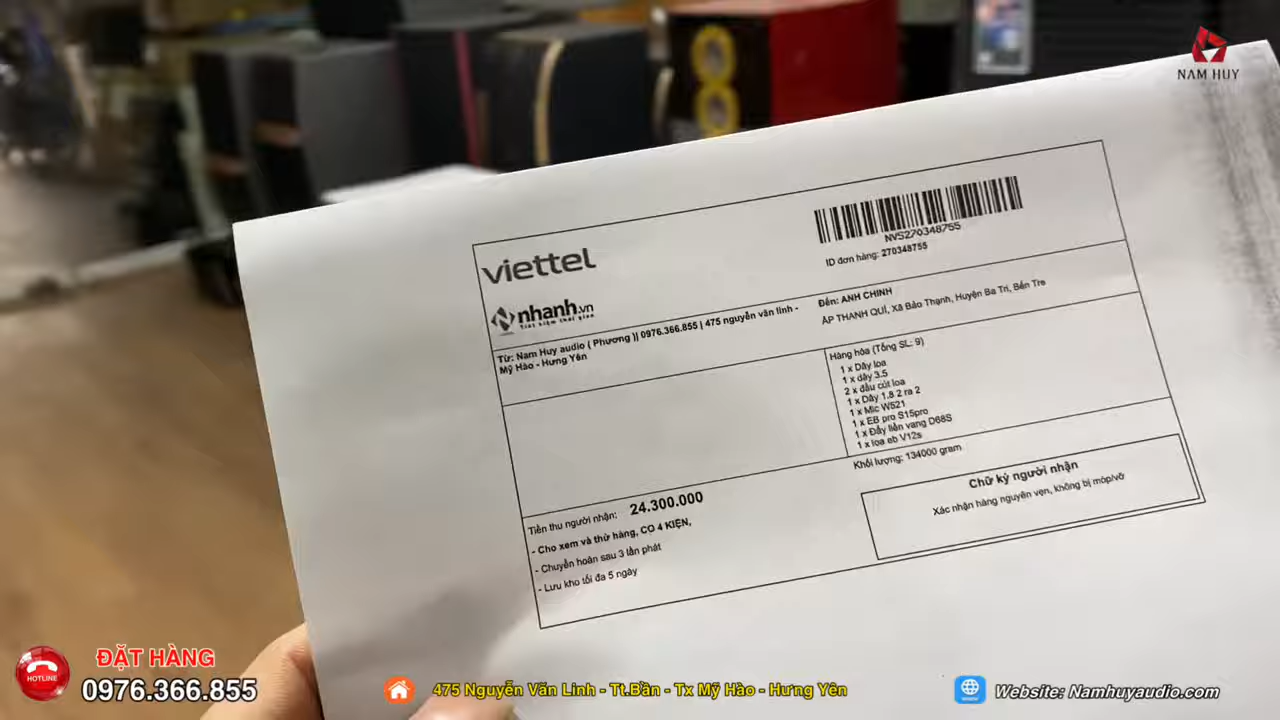 NAM HUY
viettel
nhanh.vn
Tiết kiệm thời gian
NVS270348755
ID đơn hàng: 270348755
Từ: Nam Huy audio ( Phương )| 0976.366.855 | 475 nguyễn văn linh -
Mỹ Hào - Hưng Yên
Đến: ANH CHINH
ẤP THẠNH QUÍ, Xã Bảo Thạnh, Huyện Ba Tri, Bến Tre
Hàng hóa (Tổng SL: 9)
1 x Dây loa
1 x dây 3.5
2 x đầu cút loa
1 x Dây 1.8 2 ra 2
1 x Mic W521
1 x EB pro S15pro
1 x Đẩy liền vang D68S
1 x loa eb V12s
Khối lượng: 134000 gram
Tiền thu người nhận: 24.300.000
- Cho xem và thử hàng, CO 4 KIỆN,
- Chuyển hoàn sau 3 lần phát
- Lưu kho tối đa 5 ngày
Chữ ký người nhận
Xác nhận hàng nguyên vẹn, không bị móp/vỡ
HOTLINE
ĐẶT HÀNG
0976.366.855
475 Nguyễn Văn Linh - Tt.Bần - Tx Mỹ Hào - Hưng Yên
Website: Namhuyaudio.com